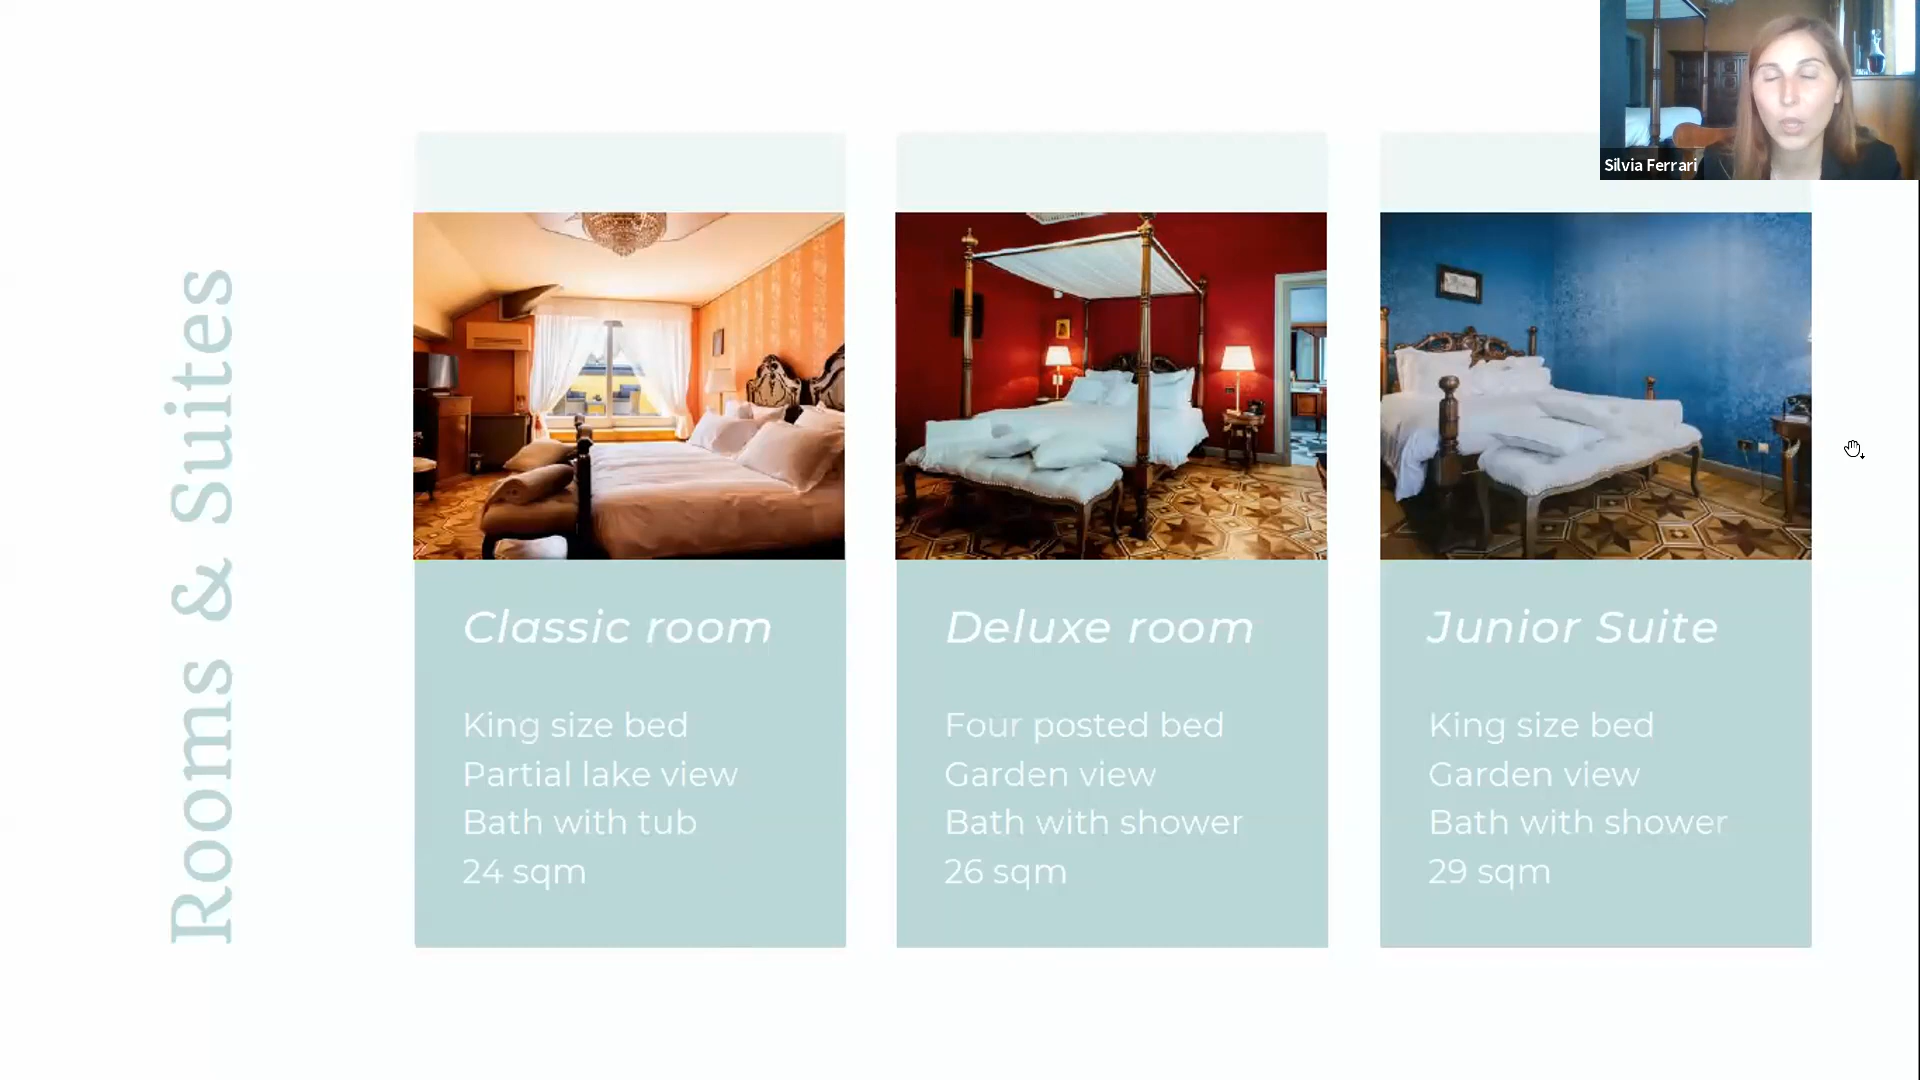 Silvia Ferrari
Rooms & Suites
Classic room
King size bed
Partial lake view
Bath with tub
24 sqm
Deluxe room
Four posted bed
Garden view
Bath with shower
26 sqm
Junior Suite
King size bed
Garden view
Bath with shower
29 sqm